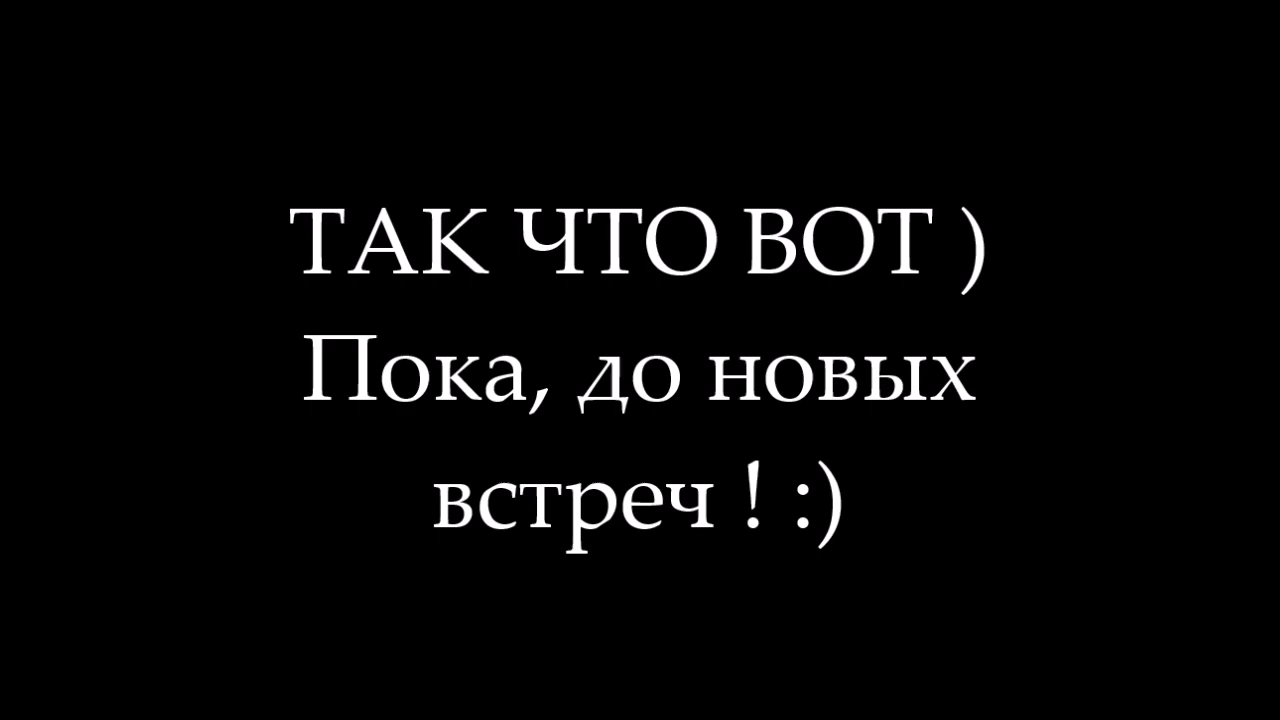 ТАК ЧТО ВОТ )
Пока, до новых
встреч ! :)